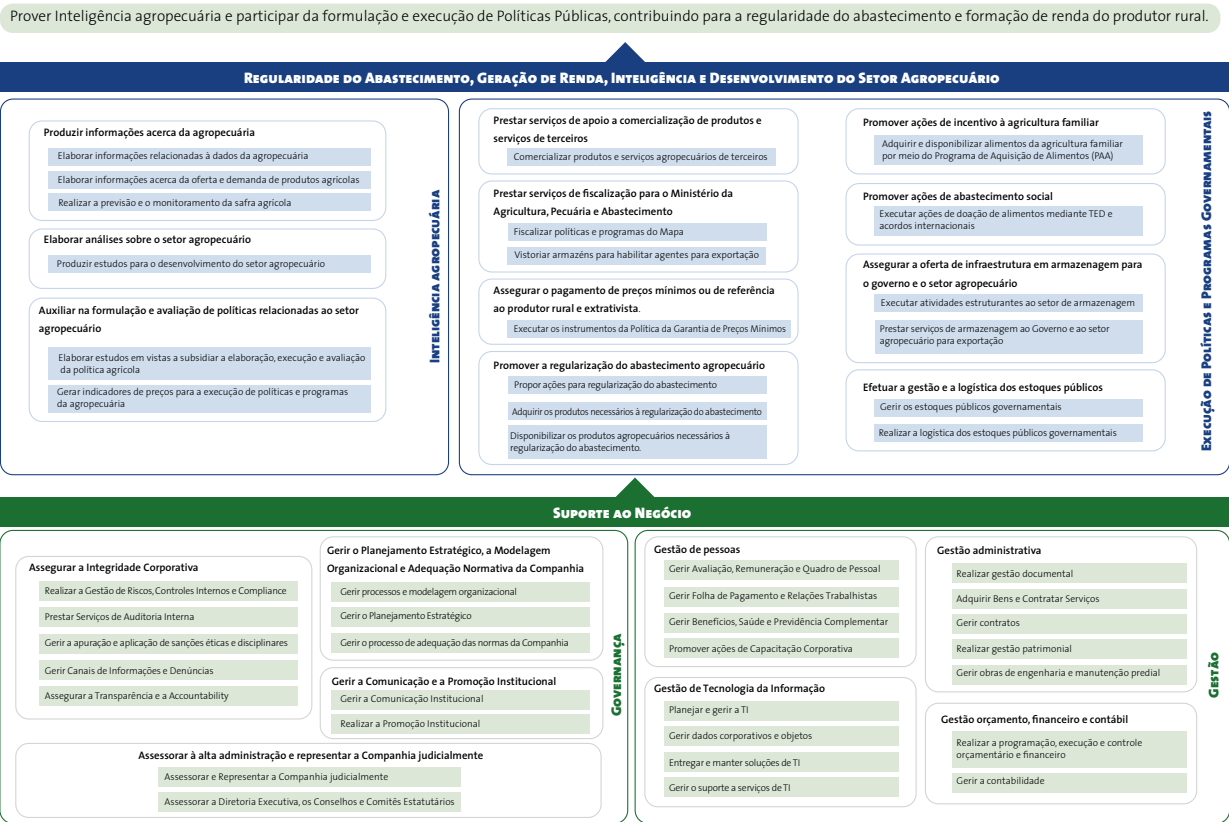 Prover Inteligência agropecuária e participar da formulação e execução de Políticas Públicas, contribuindo para a regularidade do abastecimento e formação de renda do produtor rural.
Regularidade do Abastecimento, Geração de Renda, Inteligência e Desenvolvimento do Setor Agropecuário
Produzir informações acerca da agropecuária
Elaborar informações relacionadas à dados da agropecuária
Elaborar informações acerca da oferta e demanda de produtos agrícolas
Realizar a previsão e o monitoramento da safra agrícola
Elaborar análises sobre o setor agropecuário
Produzir estudos para o desenvolvimento do setor agropecuário
Auxiliar na formulação e avaliação de políticas relacionadas ao setor
agropecuário
Elaborar estudos em vistas a subsidiar a elaboração, execução e avaliação
da política agrícola
Gerar indicadores de preços para a execução de políticas e programas
da agropecuária
Inteligência agropecuária
Prestar serviços de apoio a comercialização de produtos e
serviços de terceiros
Comercializar produtos e serviços agropecuários de terceiros
Prestar serviços de fiscalização para o Ministério da
Agricultura, Pecuária e Abastecimento
Fiscalizar políticas e programas do Mapa
Vistoriar armazéns para habilitar agentes para exportação
Assegurar o pagamento de preços mínimos ou de referência
ao produtor rural e extrativista.
Executar os instrumentos da Política da Garantia de Preços Mínimos
Promover a regularização do abastecimento agropecuário
Propor ações para regularização do abastecimento
Adquirir os produtos necessários à regularização do abastecimento
Disponibilizar os produtos agropecuários necessários à
regularização do abastecimento.
Promover ações de incentivo à agricultura familiar
Adquirir e disponibilizar alimentos da agricultura familiar
por meio do Programa de Aquisição de Alimentos (PAA)
Promover ações de abastecimento social
Executar ações de doação de alimentos mediante TED e
acordos internacionais
Assegurar a oferta de infraestrutura em armazenagem para
o governo e o setor agropecuário
Executar atividades estruturantes ao setor de armazenagem
Prestar serviços de armazenagem ao Governo e ao setor
agropecuário para exportação
Efetuar a gestão e a logística dos estoques públicos
Gerir os estoques públicos governamentais
Realizar a logística dos estoques públicos governamentais
Execução de Políticas e Programas Governamentais
Suporte ao Negócio
Assegurar a Integridade Corporativa
Realizar a Gestão de Riscos, Controles Internos e Compliance
Prestar Serviços de Auditoria Interna
Gerir a apuração e aplicação de sansões éticas e disciplinares
Gerir Canais de Informações e Denúncias
Assegurar a Transparência e a Accountability
Gerir o Planejamento Estratégico, a Modelagem
Organizacional e Adequação Normativa da Companhia
Gerir processos e modelagem organizacional
Gerir o Planejamento Estratégico
Gerir o processo de adequação das normas da Companhia
Gerir a Comunicação e a Promoção Institucional
Gerir a Comunicação Institucional
Realizar a Promoção Institucional
Assessorar à alta administração e representar a Companhia judicialmente
Assessorar e Representar a Companhia judicialmente
Assessorar a Diretoria Executiva, os Conselhos e Comitês Estatutários
Governança
Gestão de pessoas
Gerir Avaliação, Remuneração e Quadro de Pessoal
Gerir Folha de Pagamento e Relações Trabalhistas
Gerir Benefícios, Saúde e Previdência Complementar
Promover ações de Capacitação Corporativa
Gestão de Tecnologia da Informação
Planejar e gerir a TI
Gerir dados corporativos e objetos
Entregar e manter soluções de TI
Gerir o suporte a serviços de TI
Gestão administrativa
Realizar gestão documental
Adquirir Bens e Contratar Serviços
Gerir contratos
Realizar gestão patrimonial
Gerir obras de engenharia e manutenção predial
Gestão orçamento, financeiro e contábil
Realizar a programação, execução e controle
orçamentário e financeiro
Gerir a contabilidade
Gestão